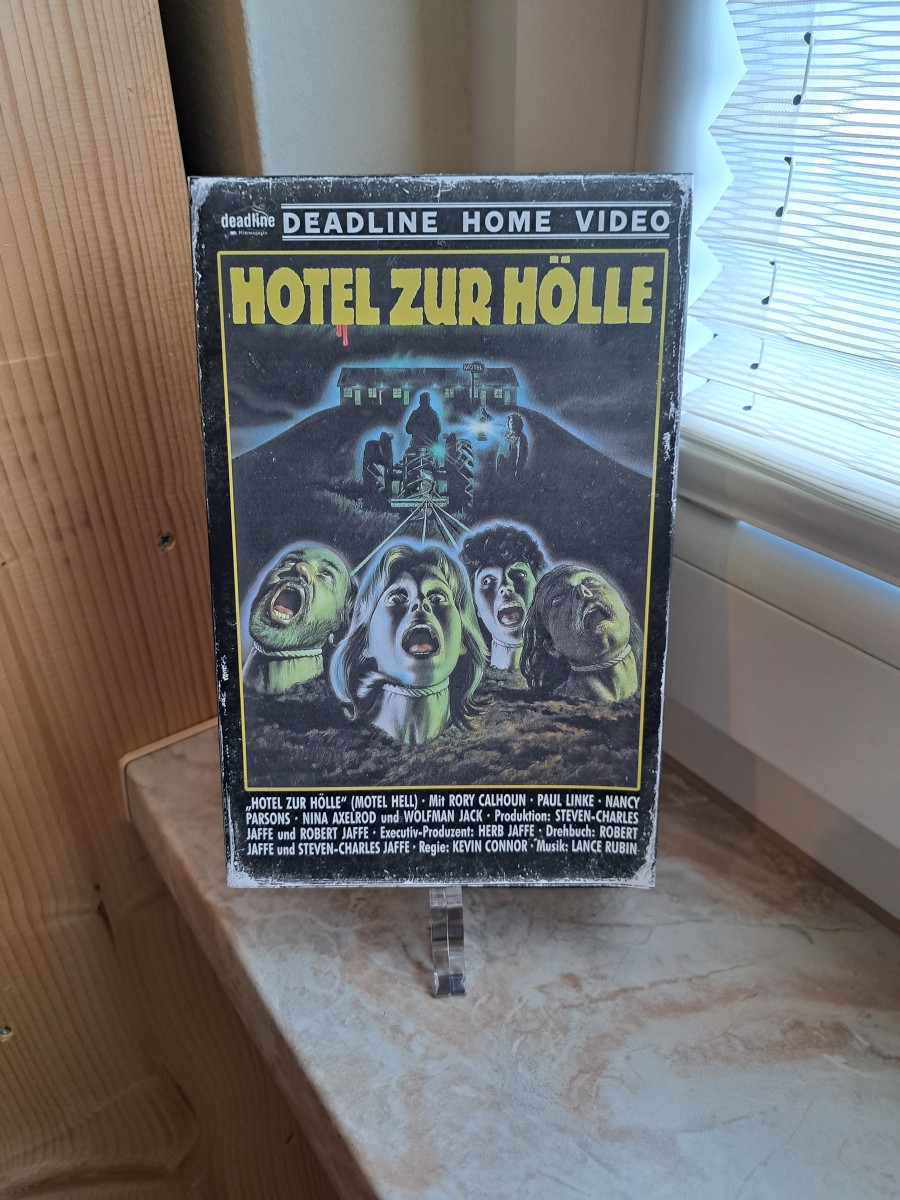 deadline
DEADLINE HOME VIDEO
HOTEL ZUR HÖLLE
MOTEL
„HOTEL ZUR HÖLLE“ (MOTEL HELL) · Mit RORY CALHOUN · PAUL LINKE · NANCY
PARSONS · NINA AXELROD und WOLFMAN JACK · Produktion: STEVEN-CHARLES
JAFFE und ROBERT JAFFE · Executiv-Produzent: HERB JAFFE · Drehbuch: ROBERT
JAFFE und STEVEN-CHARLES JAFFE · Regie: KEVIN CONNOR · Musik: LANCE RUBIN